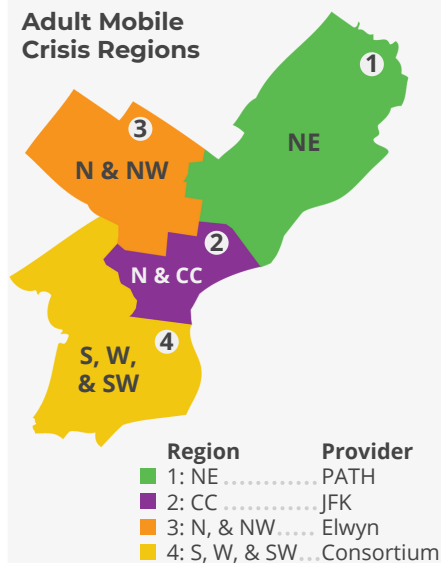 Adult Mobile
Crisis Regions
1
NE
3
N & NW
2
N & CC
4
S, W,
& SW
Region Provider
1: NE ............ PATH
2: CC ............ JFK
3: N, & NW ..... Elwyn
4: S, W, & SW ... Consortium